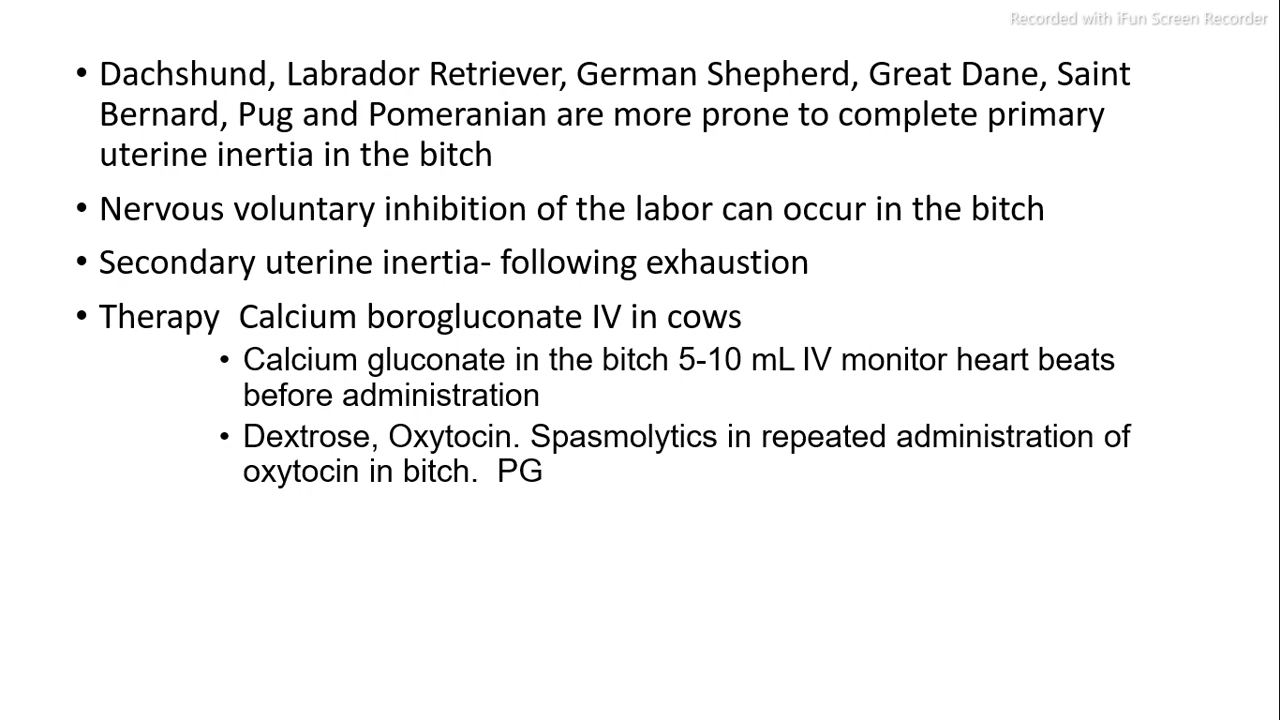 Recorded with iFun Screen Recorder
• Dachshund, Labrador Retriever, German Shepherd, Great Dane, Saint
Bernard, Pug and Pomeranian are more prone to complete primary
uterine inertia in the bitch
• Nervous voluntary inhibition of the labor can occur in the bitch
• Secondary uterine inertia- following exhaustion
• Therapy  Calcium borogluconate IV in cows
• Calcium gluconate in the bitch 5-10 mL IV monitor heart beats
before administration
• Dextrose, Oxytocin. Spasmolytics in repeated administration of
oxytocin in bitch.  PG